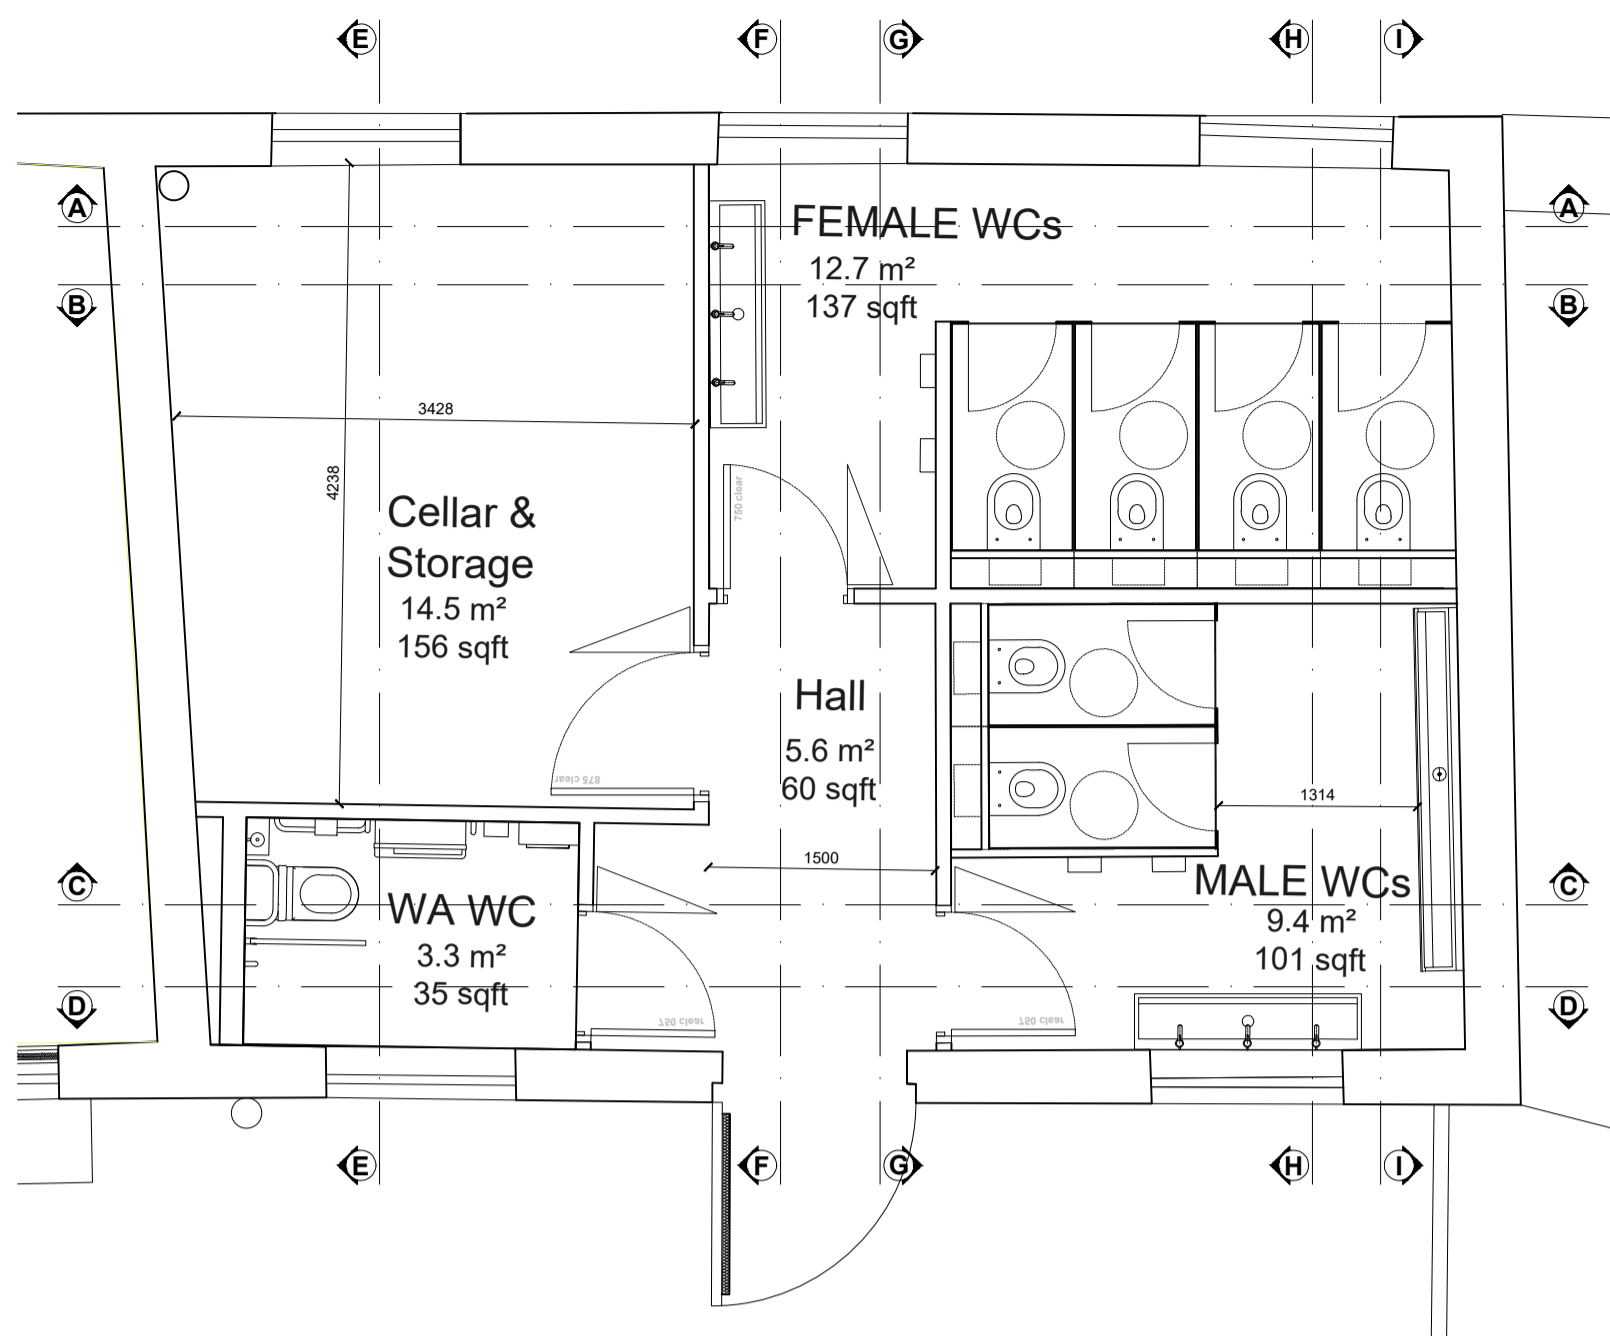 E F G H I
A A
FEMALE WCs
12.7 m²
137 sqft
B B
3428
4238
Cellar &
Storage
14.5 m²
156 sqft
750 clear
Hall
5.6 m²
60 sqft
875 clear
1314
1500
C C
WA WC
3.3 m²
35 sqft
MALE WCs
9.4 m²
101 sqft
D D
750 clear
750 clear
E F G H I